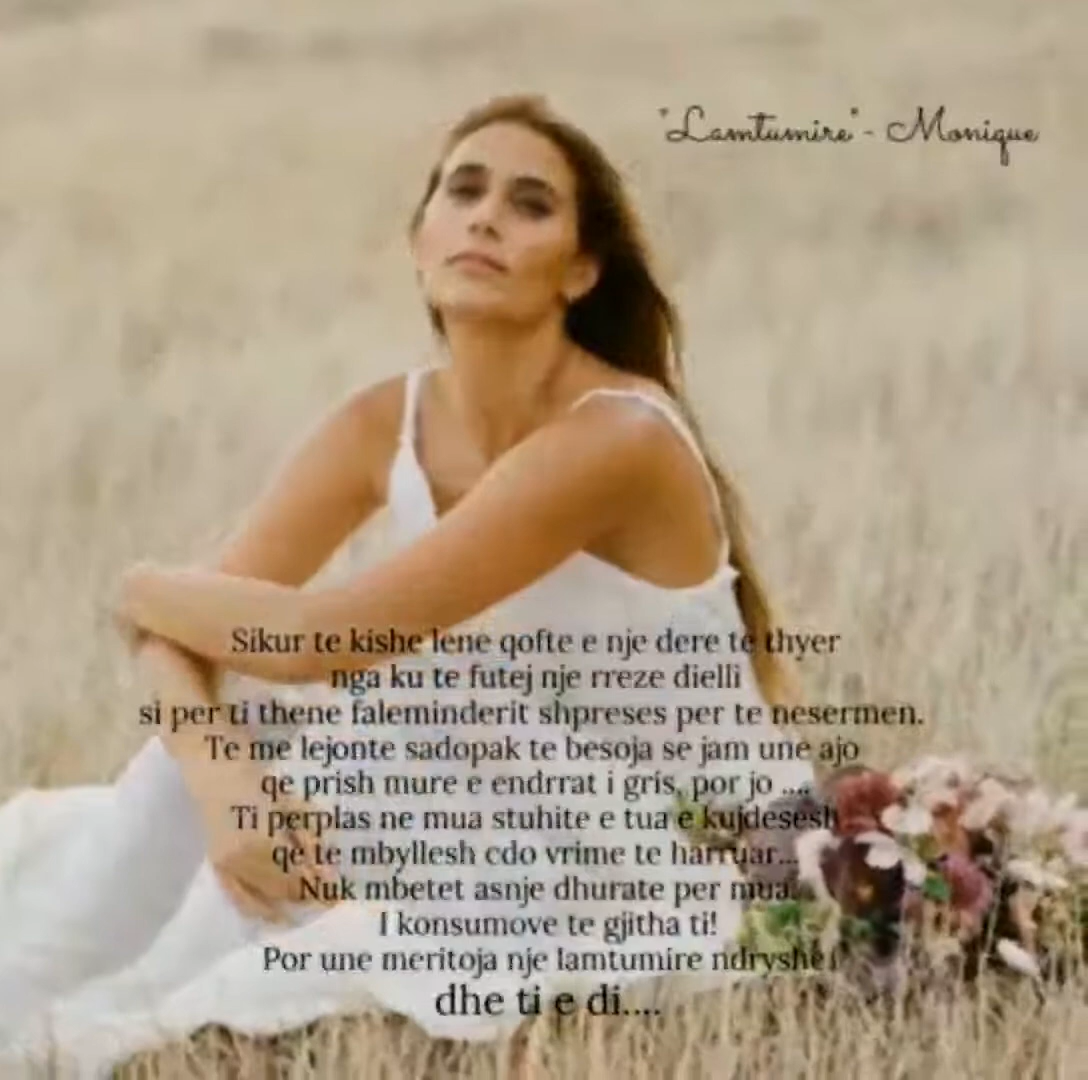 "Lamtumire" - Monique
Sikur te kishe lene qofte e nje dere te thyer
nga ku te futej nje rreze dielli
si per ti thene faleminderit shpreses per te nesermen.
Te me lejonte sadopak te besoja se jam une ajo
qe prish mure e endrrat i gris, por jo ....
Ti perplas ne mua stuhite e tua e kujdesesh
qe te mbyllesh cdo vrime te harruar...
Nuk mbetet asnje dhurate per mua.
I konsumove te gjitha ti!
Por une meritoja nje lamtumire ndryshe!
dhe ti e di....